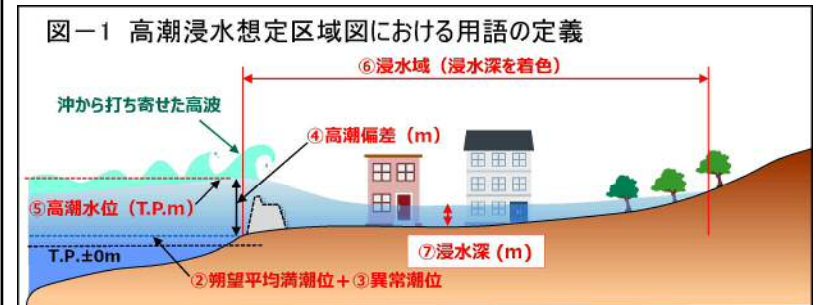 図－1 高潮浸水想定区域図における用語の定義
⑥浸水域（浸水深を着色）
沖から打ち寄せた高波
④高潮偏差（m）
⑤高潮水位（T.P.m）
⑦浸水深 (m)
T.P.±0m
②朔望平均満潮位＋③異常潮位